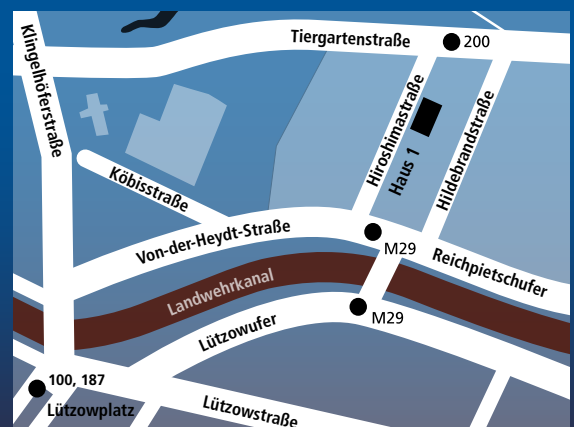 Klingelhöferstraße
Tiergartenstraße
200
Hiroshimastraße
Haus 1
Hildebrandstraße
Köbisstraße
Von-der-Heydt-Straße
M29
Reichpietschufer
Landwehrkanal
M29
Lützowufer
100, 187
Lützowplatz
Lützowstraße